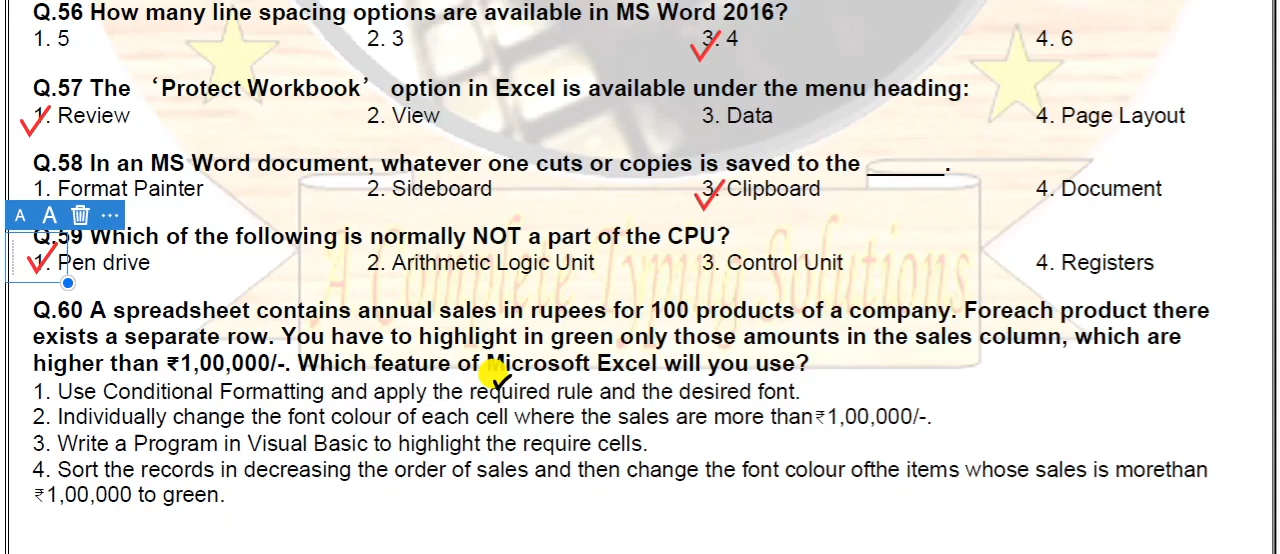 Q.56 How many line spacing options are available in MS Word 2016?
1. 5 2. 3 3. 4 4. 6
Q.57 The ‘Protect Workbook’ option in Excel is available under the menu heading:
1. Review 2. View 3. Data 4. Page Layout
Q.58 In an MS Word document, whatever one cuts or copies is saved to the ______.
1. Format Painter 2. Sideboard 3. Clipboard 4. Document
A A ...
Q.59 Which of the following is normally NOT a part of the CPU?
1. Pen drive 2. Arithmetic Logic Unit 3. Control Unit 4. Registers
A Complete Typing Solutions
Q.60 A spreadsheet contains annual sales in rupees for 100 products of a company. Foreach product there
exists a separate row. You have to highlight in green only those amounts in the sales column, which are
higher than ₹1,00,000/-. Which feature of Microsoft Excel will you use?
1. Use Conditional Formatting and apply the required rule and the desired font.
2. Individually change the font colour of each cell where the sales are more than₹1,00,000/-.
3. Write a Program in Visual Basic to highlight the require cells.
4. Sort the records in decreasing the order of sales and then change the font colour ofthe items whose sales is morethan
₹1,00,000 to green.